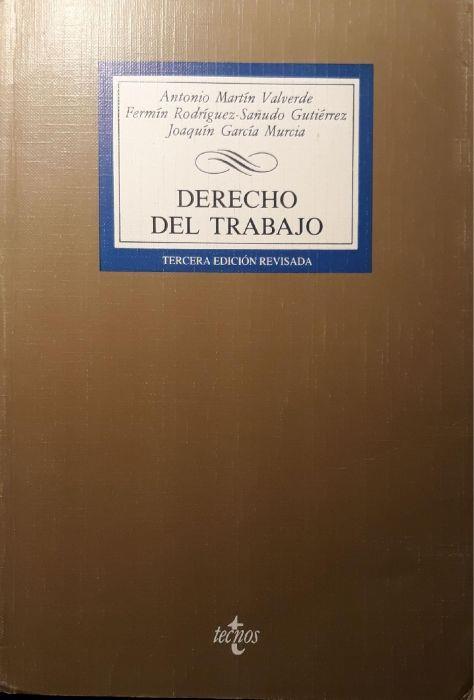 Antonio Martín Valverde
Fermín Rodríguez-Sañudo Gutiérrez
Joaquín García Murcia
DERECHO
DEL TRABAJO
TERCERA EDICIÓN REVISADA
tecnos